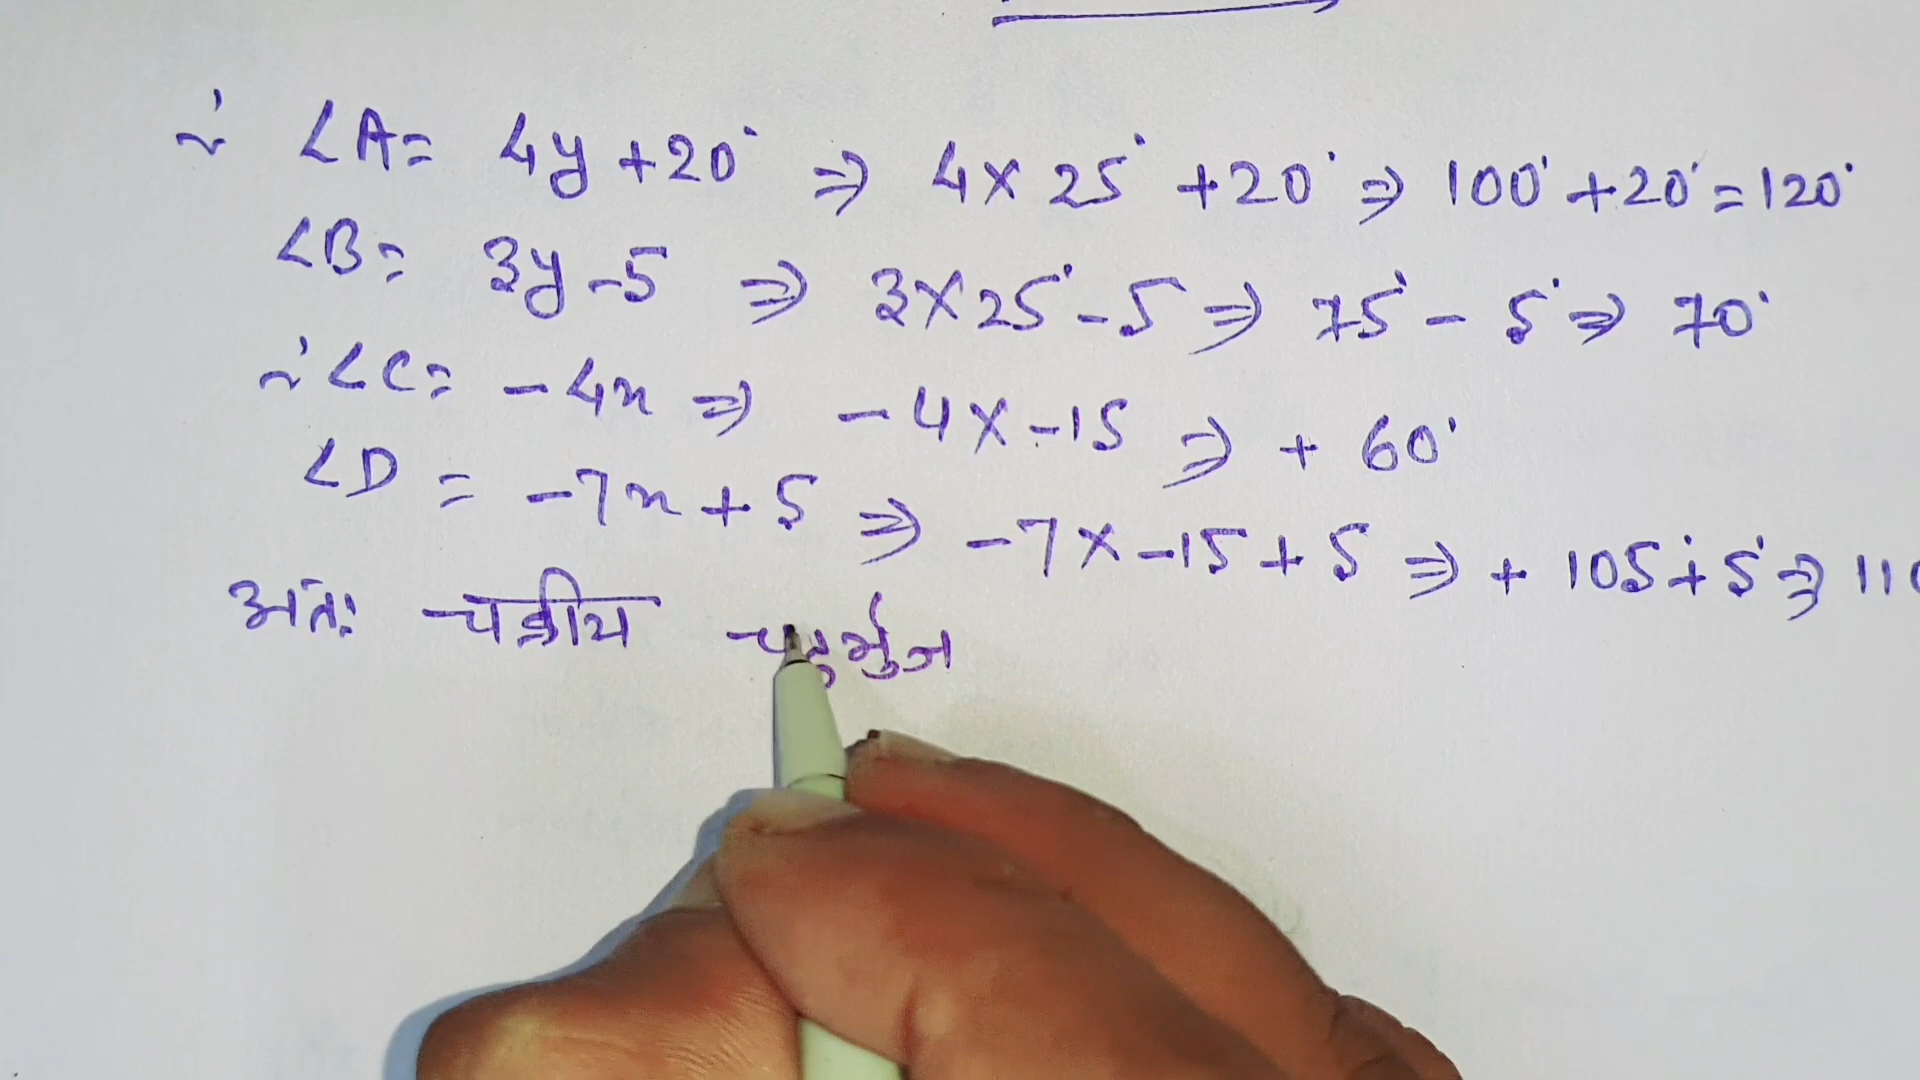 ∴ ∠A= 4y+20° ⇒ 4×25°+20° ⇒ 100°+20°=120°
∠B= 3y-5 ⇒ 3×25°-5 ⇒ 75°-5° ⇒ 70°
∴ ∠C= -4x ⇒ -4×-15 ⇒ +60°
∠D = -7x+5 ⇒ -7×-15+5 ⇒ +105°+5° ⇒ 110
अतः चक्रीय चतुर्भुज